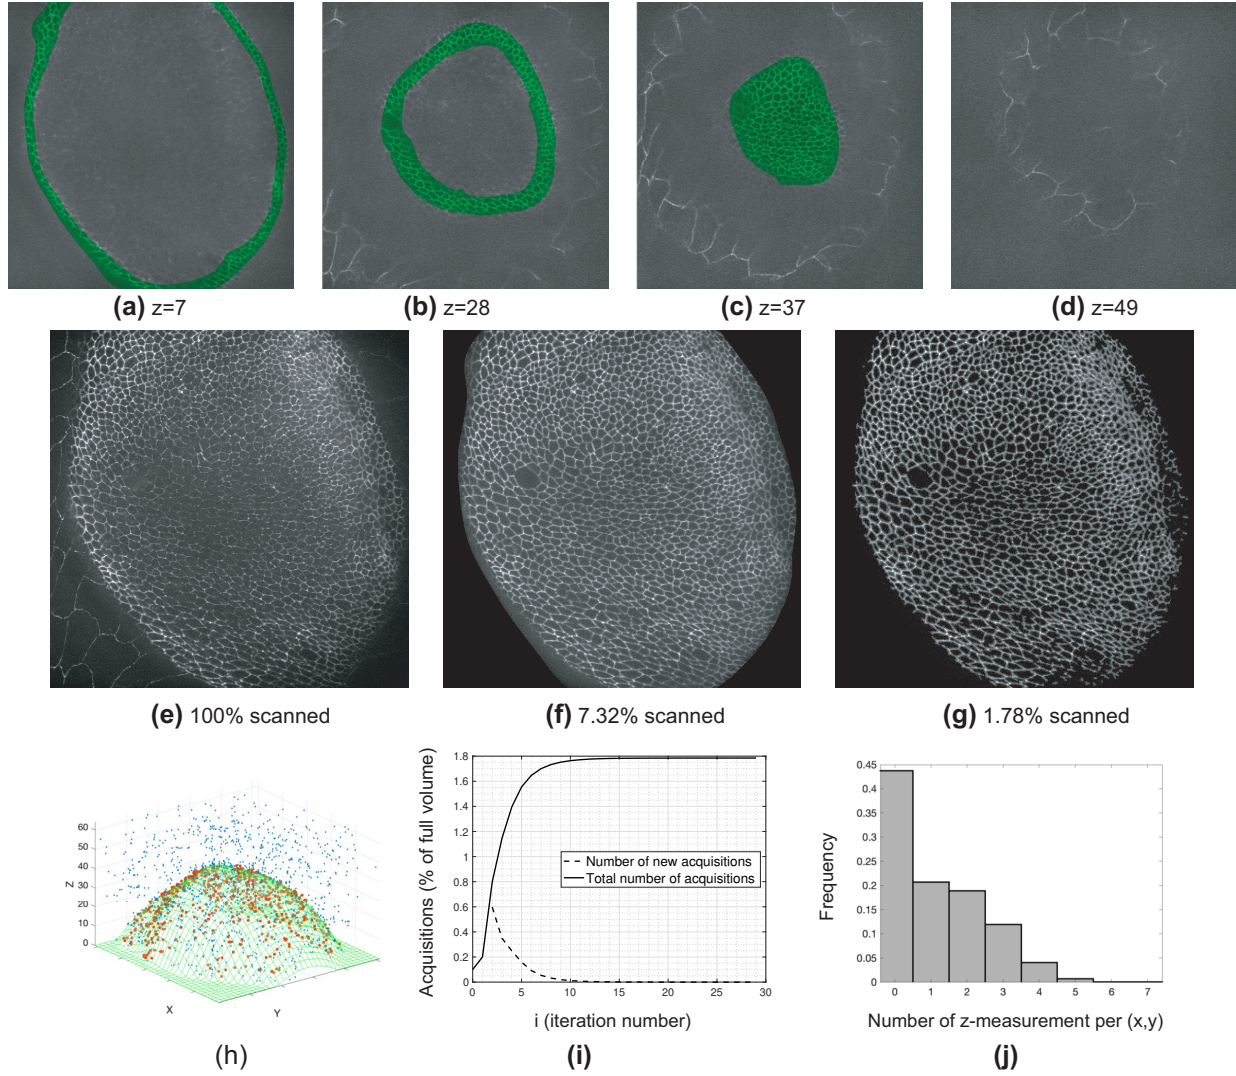 (a) z=7
(b) z=28
(c) z=37
(d) z=49
(e) 100% scanned
(f) 7.32% scanned
(g) 1.78% scanned
60
50
40
30
20
10
0
Z
X
Y
(h)
Acquisitions (% of full volume)
1.8
1.6
1.4
1.2
1
0.8
0.6
0.4
0.2
0
Number of new acquisitions
Total number of acquisitions
0 5 10 15 20 25 30
i (iteration number)
(i)
Frequency
0.45
0.4
0.35
0.3
0.25
0.2
0.15
0.1
0.05
0
0 1 2 3 4 5 6 7
Number of z-measurement per (x,y)
(j)